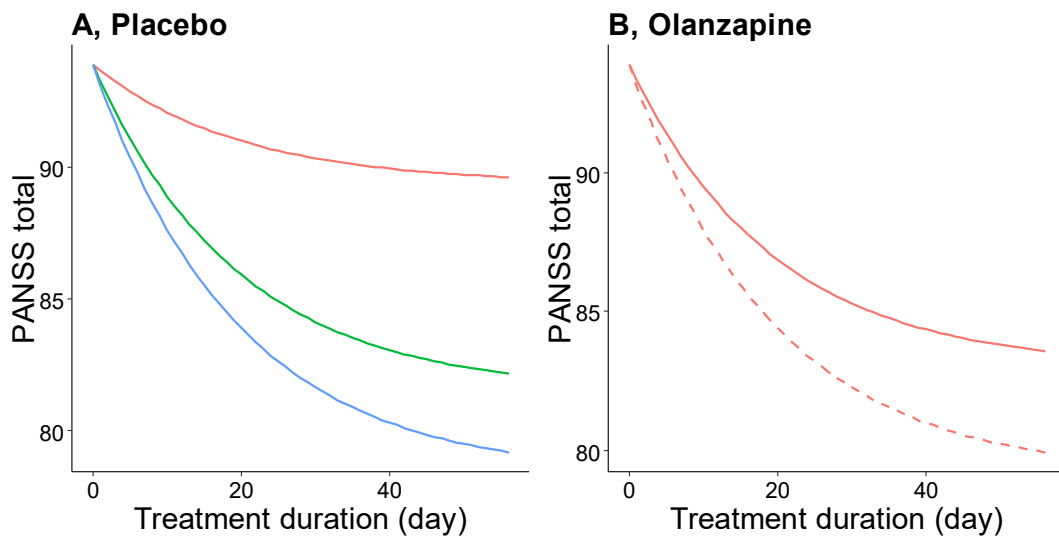 A, Placebo
PANSS total
90
85
80
0
20
40
Treatment duration (day)
B, Olanzapine
PANSS total
90
85
80
0
20
40
Treatment duration (day)